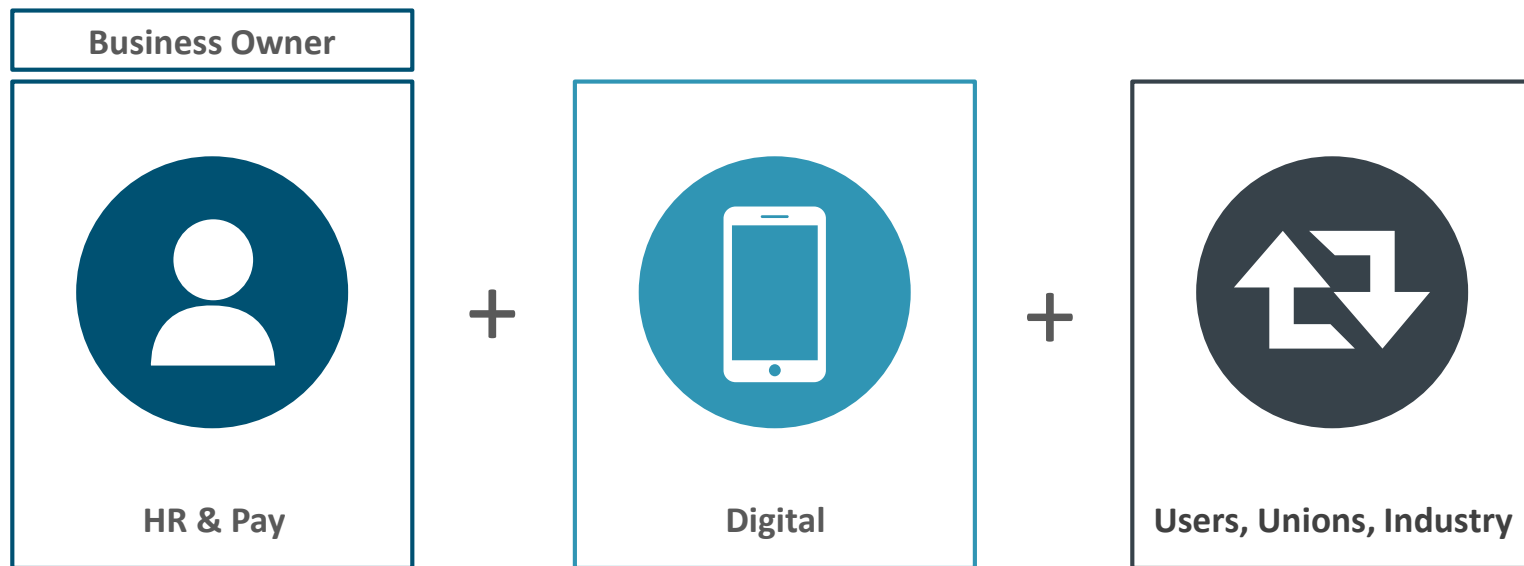 Business Owner
HR & Pay
+
Digital
+
Users, Unions, Industry